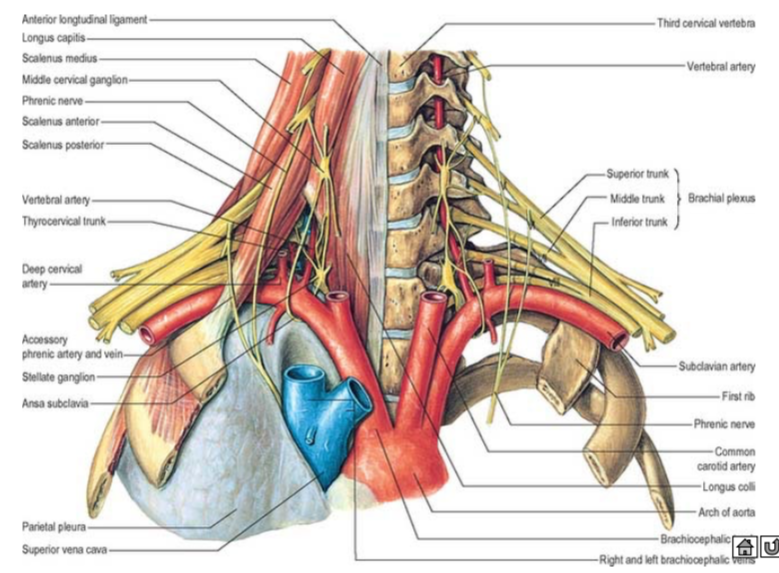 Anterior longitudinal ligament
Longus capitis
Scalenus medius
Middle cervical ganglion
Phrenic nerve
Scalenus anterior
Scalenus posterior
Vertebral artery
Thyrocervical trunk
Deep cervical
artery
Accessory
phrenic artery and vein
Stellate ganglion
Ansa subclavia
Parietal pleura
Superior vena cava
Third cervical vertebra
Vertebral artery
Superior trunk
Middle trunk
Brachial plexus
Inferior trunk
Subclavian artery
First rib
Phrenic nerve
Common
carotid artery
Longus colli
Arch of aorta
Brachiocephalic
Right and left brachiocephalic veins